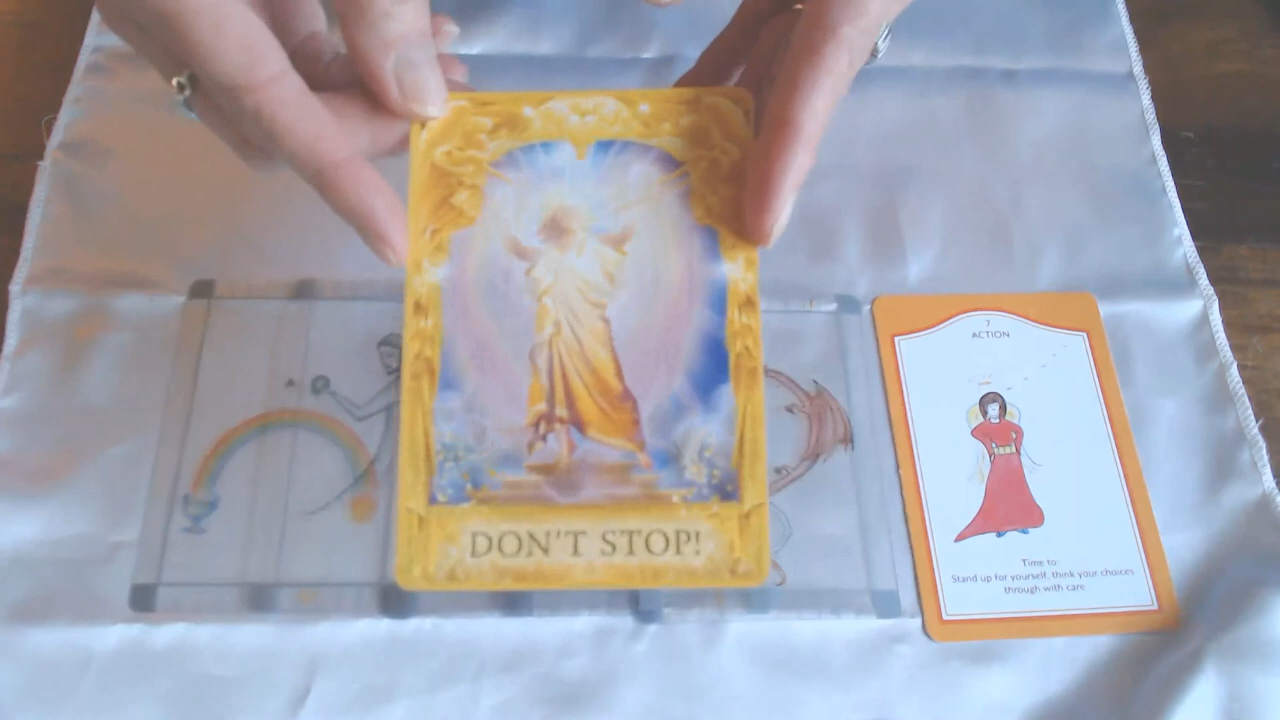 DON'T STOP!
7
ACTION
Time to:
Stand up for yourself, think your choices
through with care